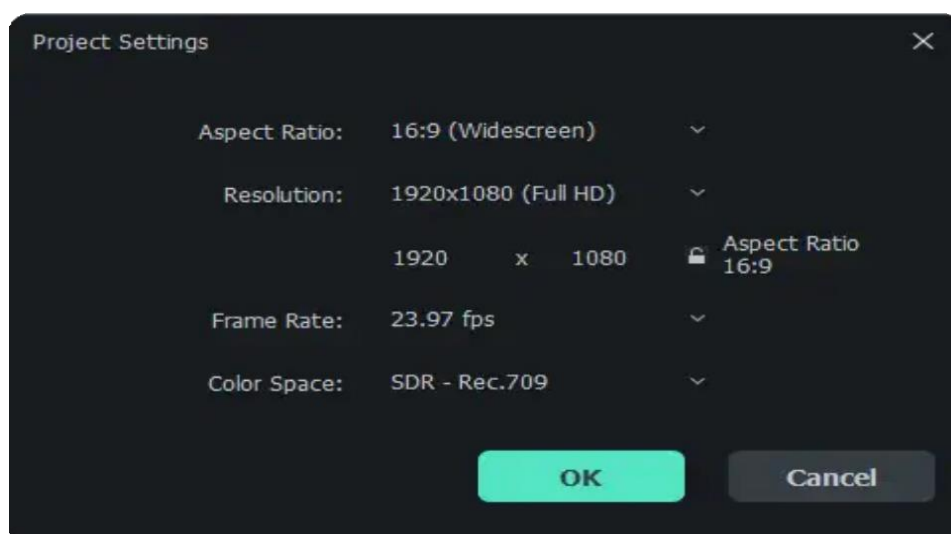 Project Settings
Aspect Ratio: 16:9 (Widescreen)
Resolution: 1920x1080 (Full HD)
1920 x 1080 Aspect Ratio
16:9
Frame Rate: 23.97 fps
Color Space: SDR - Rec.709
OK Cancel